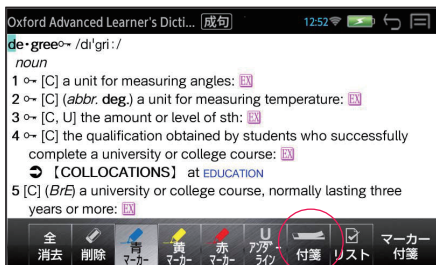 Oxford Advanced Learner's Dicti... 成句 12:52
de·gree /dɪˈɡriː/
noun
1 [C] a unit for measuring angles: EX
2 [C] (abbr. deg.) a unit for measuring temperature: EX
3 [C, U] the amount or level of sth: EX
4 [C] the qualification obtained by students who successfully
complete a university or college course: EX
➲ 【COLLOCATIONS】 at EDUCATION
5 [C] (BrE) a university or college course, normally lasting three
years or more: EX
全消去 削除 青マーカー 黄マーカー 赤マーカー U アンダーライン 付箋 リスト マーカー付箋